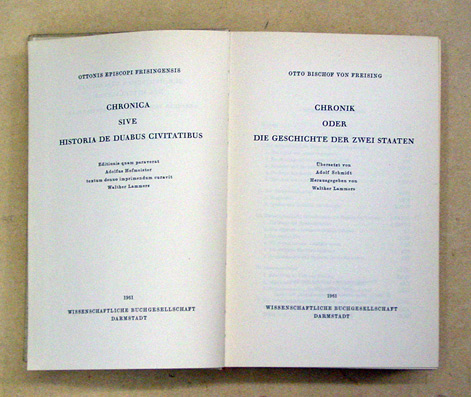 OTTONIS EPISCOPI FRISINGENSIS
CHRONICA
SIVE
HISTORIA DE DUABUS CIVITATIBUS
Editionis quam paraverat
Adolfus Hofmeister
textum denuo imprimendum curavit
Walther Lammers
1961
WISSENSCHAFTLICHE BUCHGESELLSCHAFT
DARMSTADT
OTTO BISCHOF VON FREISING
CHRONIK
ODER
DIE GESCHICHTE DER ZWEI STAATEN
Übersetzt von
Adolf Schmidt
Herausgegeben von
Walther Lammers
1961
WISSENSCHAFTLICHE BUCHGESELLSCHAFT
DARMSTADT